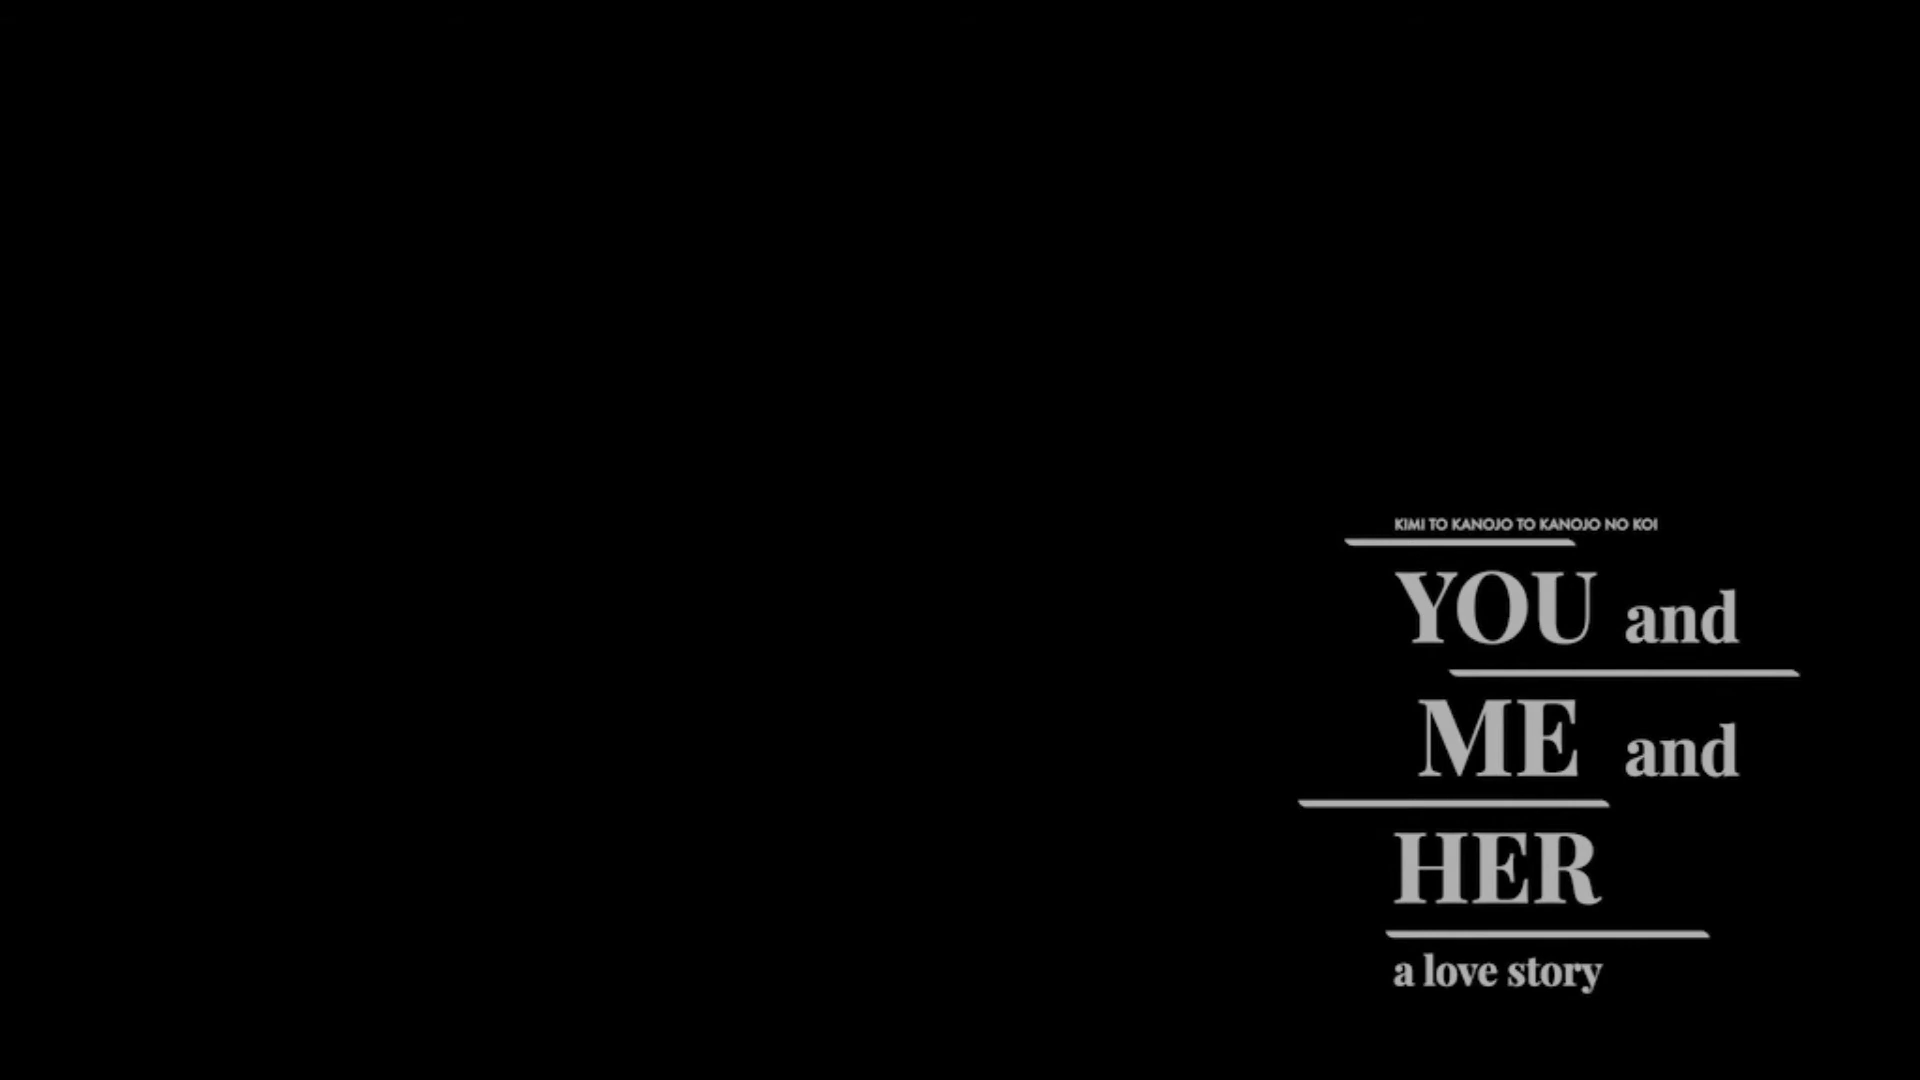 KIMI TO KANOJO TO KANOJO NO KOI
YOU and
ME and
HER
a love story